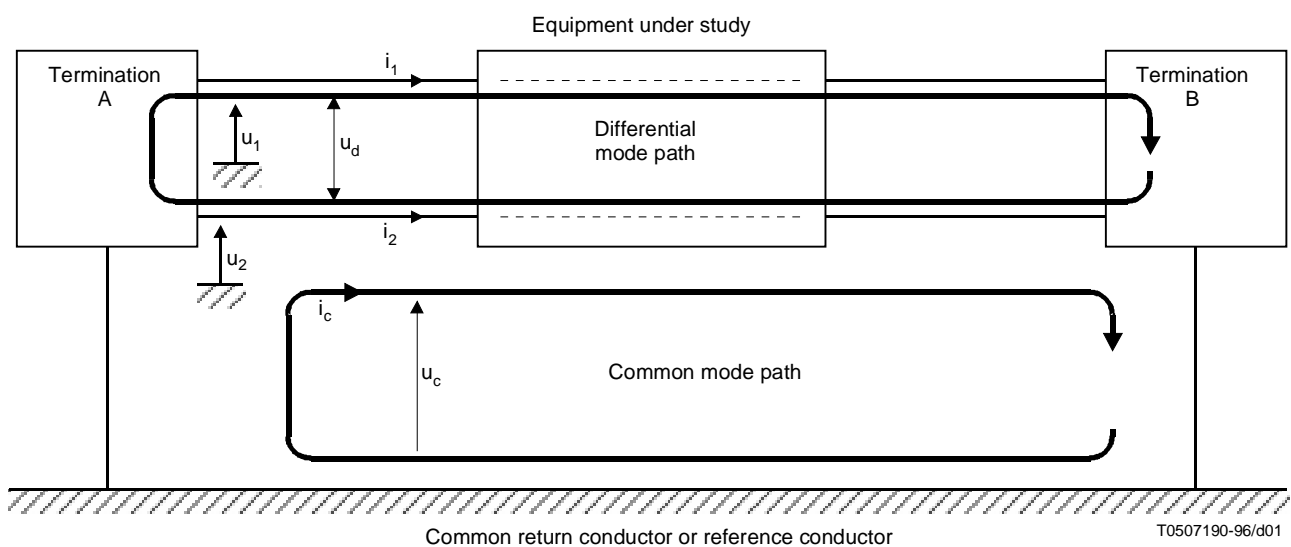 Equipment under study
Termination
A
i1
Termination
B
u1
ud
Differential
mode path
i2
u2
ic
uc
Common mode path
Common return conductor or reference conductor
T0507190-96/d01